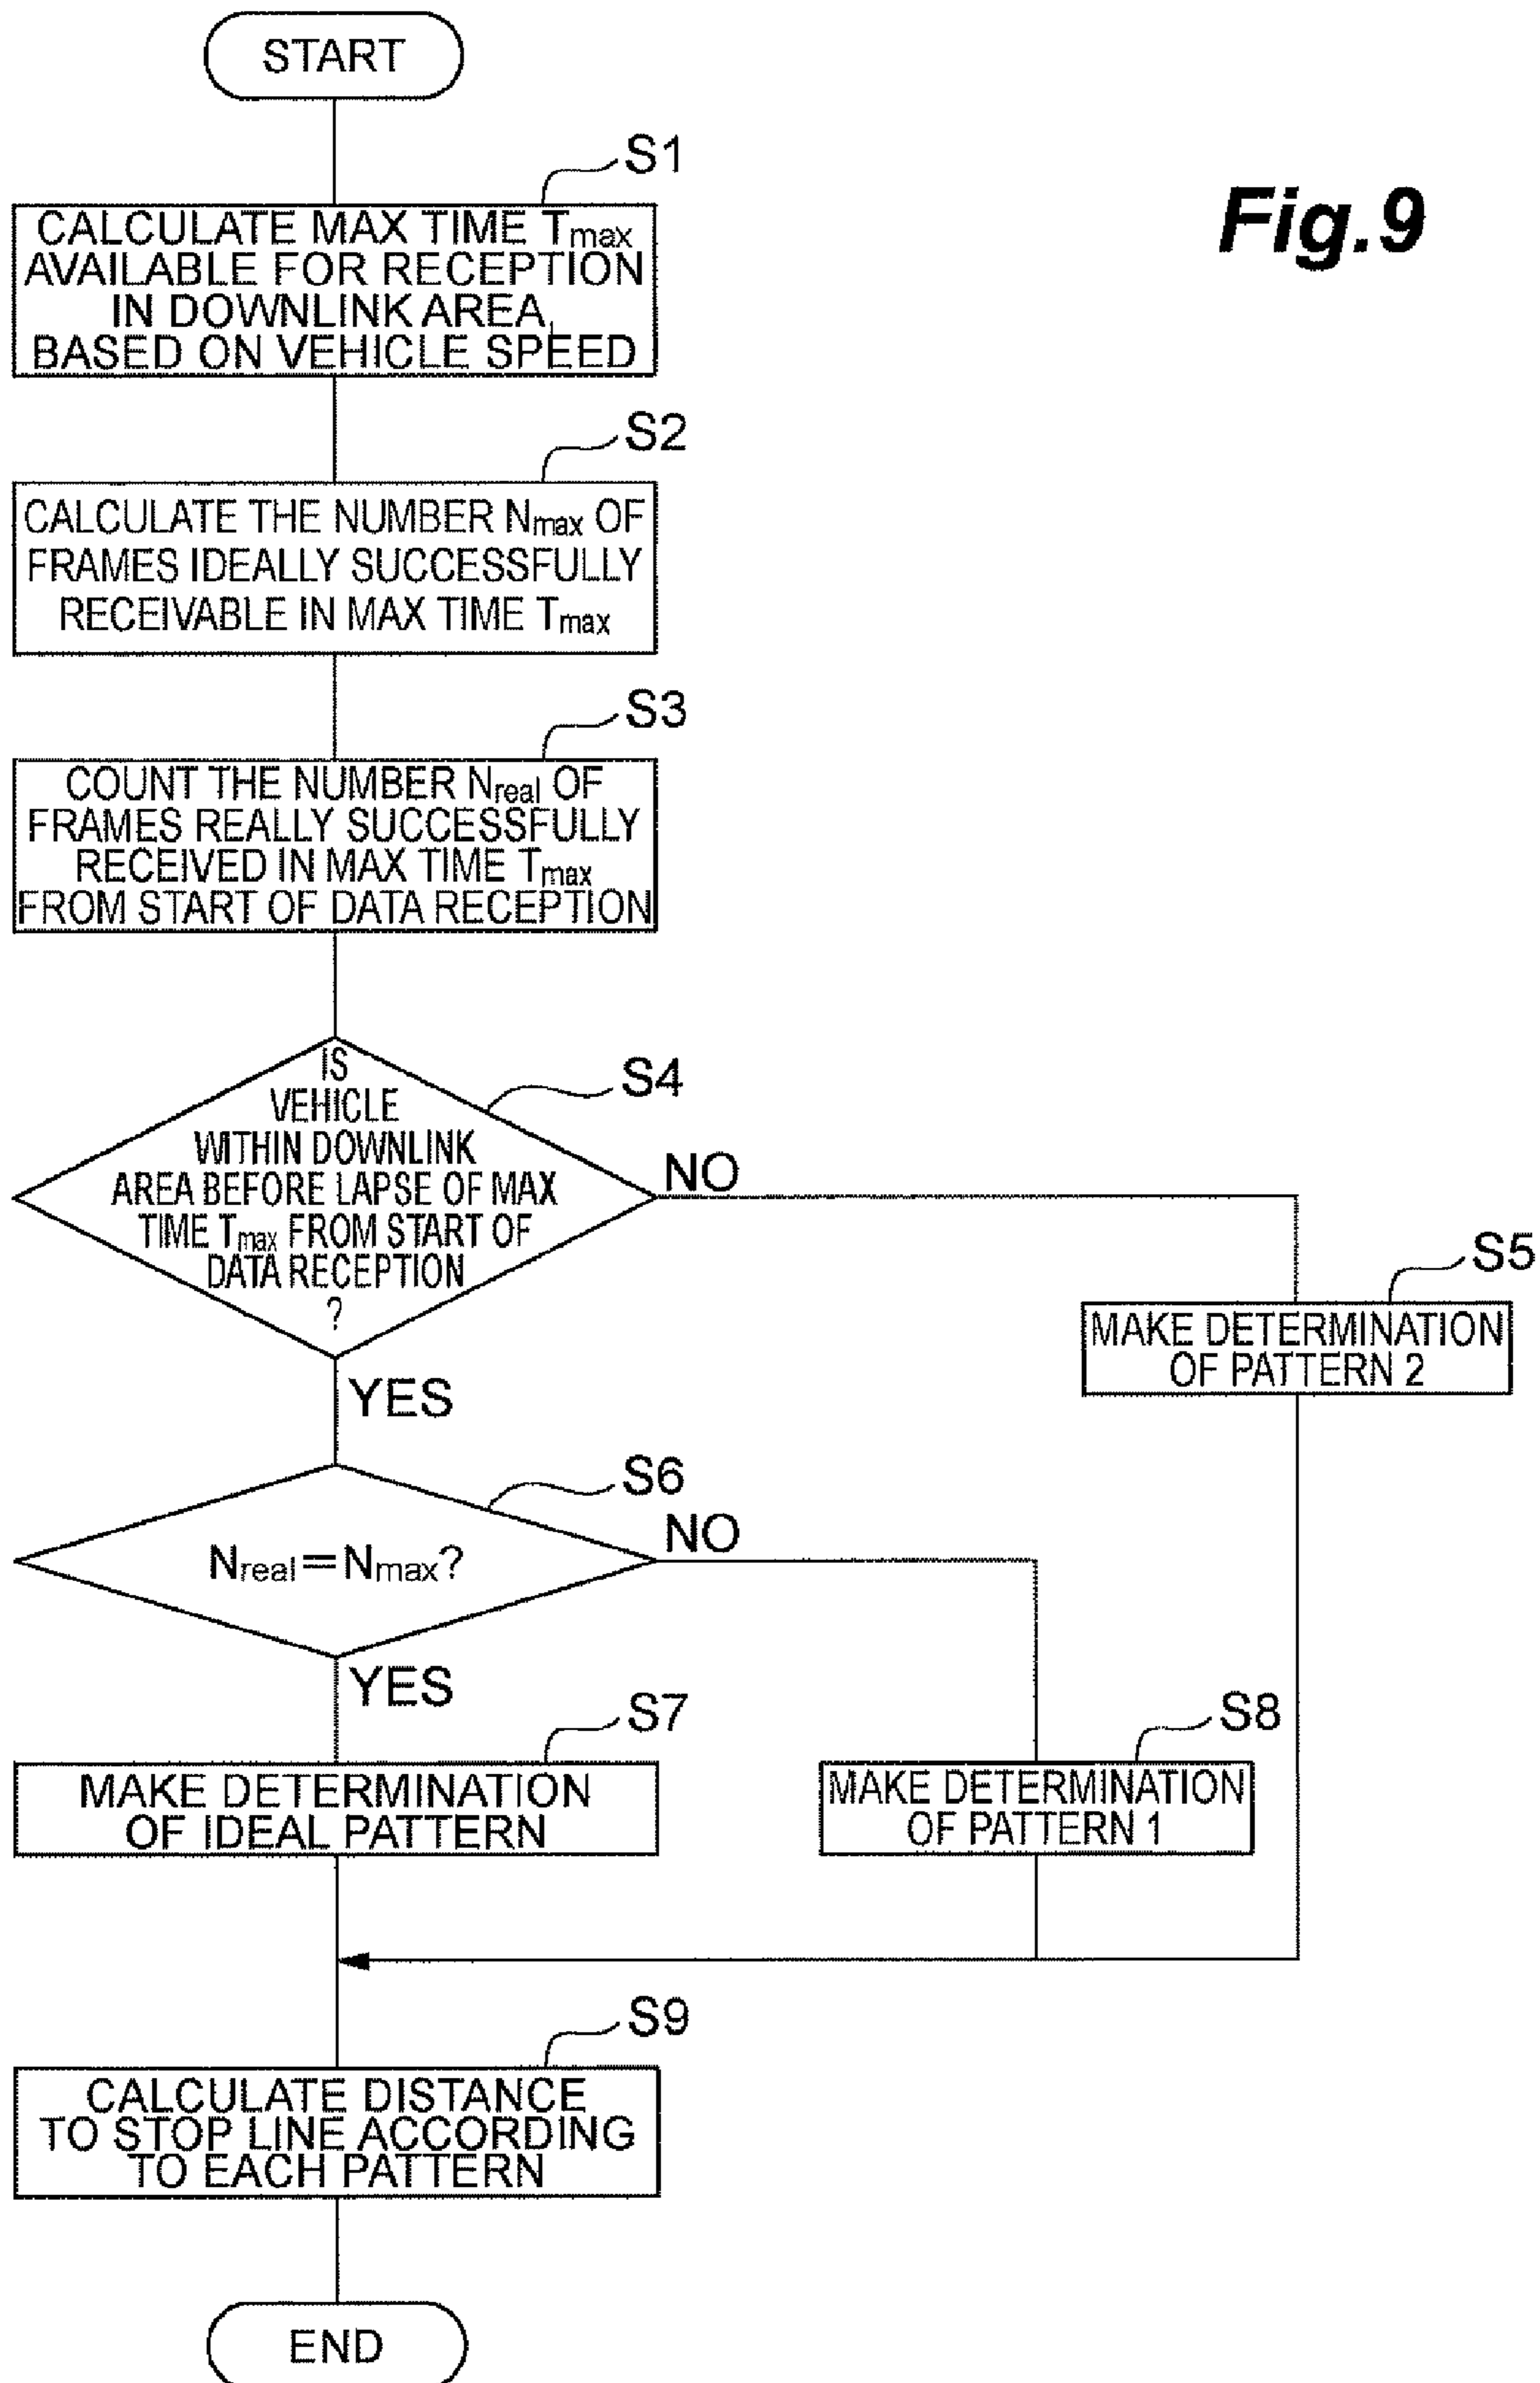 START
Fig.9
S1
CALCULATE MAX TIME Tmax
AVAILABLE FOR RECEPTION
IN DOWNLINK AREA,
BASED ON VEHICLE SPEED
S2
CALCULATE THE NUMBER Nmax OF
FRAMES IDEALLY SUCCESSFULLY
RECEIVABLE IN MAX TIME Tmax
S3
COUNT THE NUMBER Nreal OF
FRAMES REALLY SUCCESSFULLY
RECEIVED IN MAX TIME Tmax
FROM START OF DATA RECEPTION
S4
IS
VEHICLE
WITHIN DOWNLINK
AREA BEFORE LAPSE OF MAX
TIME Tmax FROM START OF
DATA RECEPTION
?
NO
S5
MAKE DETERMINATION
OF PATTERN 2
YES
S6
Nreal=Nmax?
NO
YES
S7
MAKE DETERMINATION
OF IDEAL PATTERN
S8
MAKE DETERMINATION
OF PATTERN 1
S9
CALCULATE DISTANCE
TO STOP LINE ACCORDING
TO EACH PATTERN
END